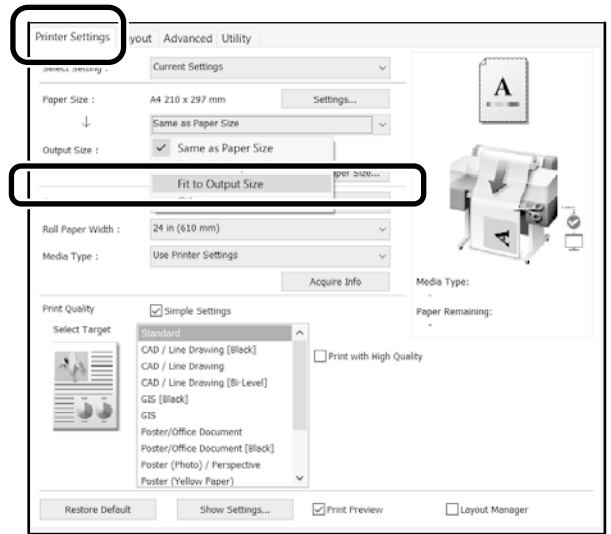 Printer Settings yout Advanced Utility
Select Setting : Current Settings
Paper Size : A4 210 x 297 mm Settings...
Same as Paper Size
Output Size : Same as Paper Size
per Size...
Fit to Output Size
Roll Paper Width : 24 in (610 mm)
Media Type : Use Printer Settings
Acquire Info
Media Type:
-
Paper Remaining:
-
Print Quality Simple Settings
Select Target
Standard
CAD / Line Drawing [Black]
CAD / Line Drawing
CAD / Line Drawing [Bi-Level]
GIS [Black]
GIS
Poster/Office Document
Poster/Office Document [Black]
Poster (Photo) / Perspective
Poster (Yellow Paper)
Print with High Quality
A
A
Restore Default Show Settings... Print Preview Layout Manager